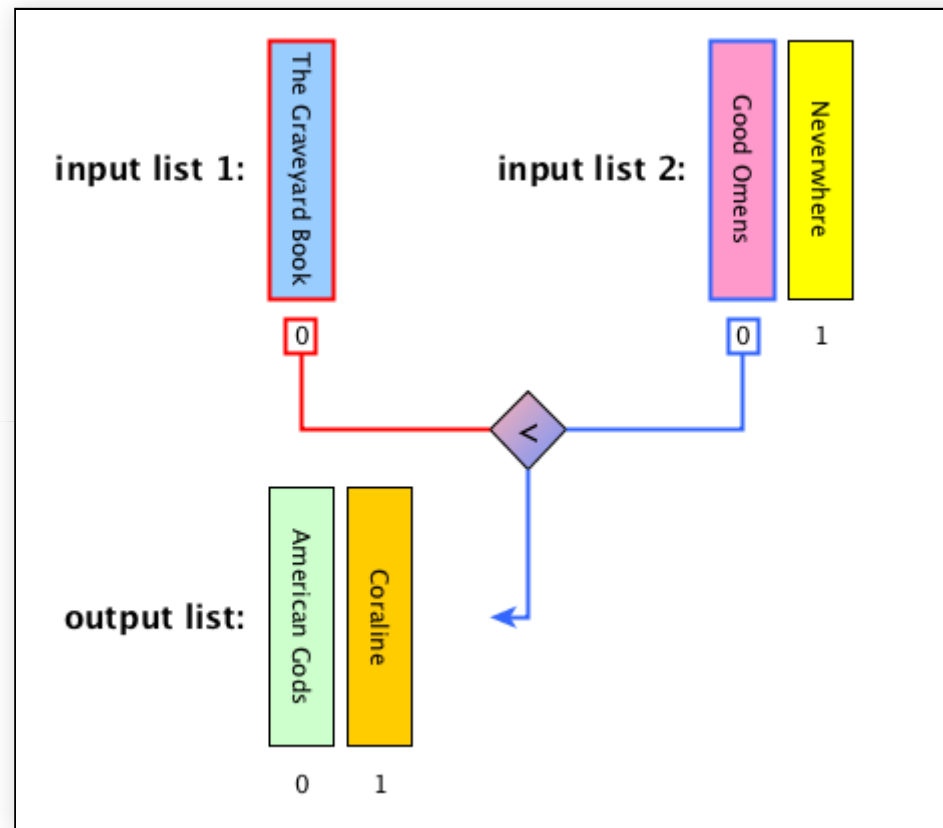 input list 1:
The Graveyard Book
0
input list 2:
Good Omens
Neverwhere
0
1
<
output list:
American Gods
Coraline
0
1